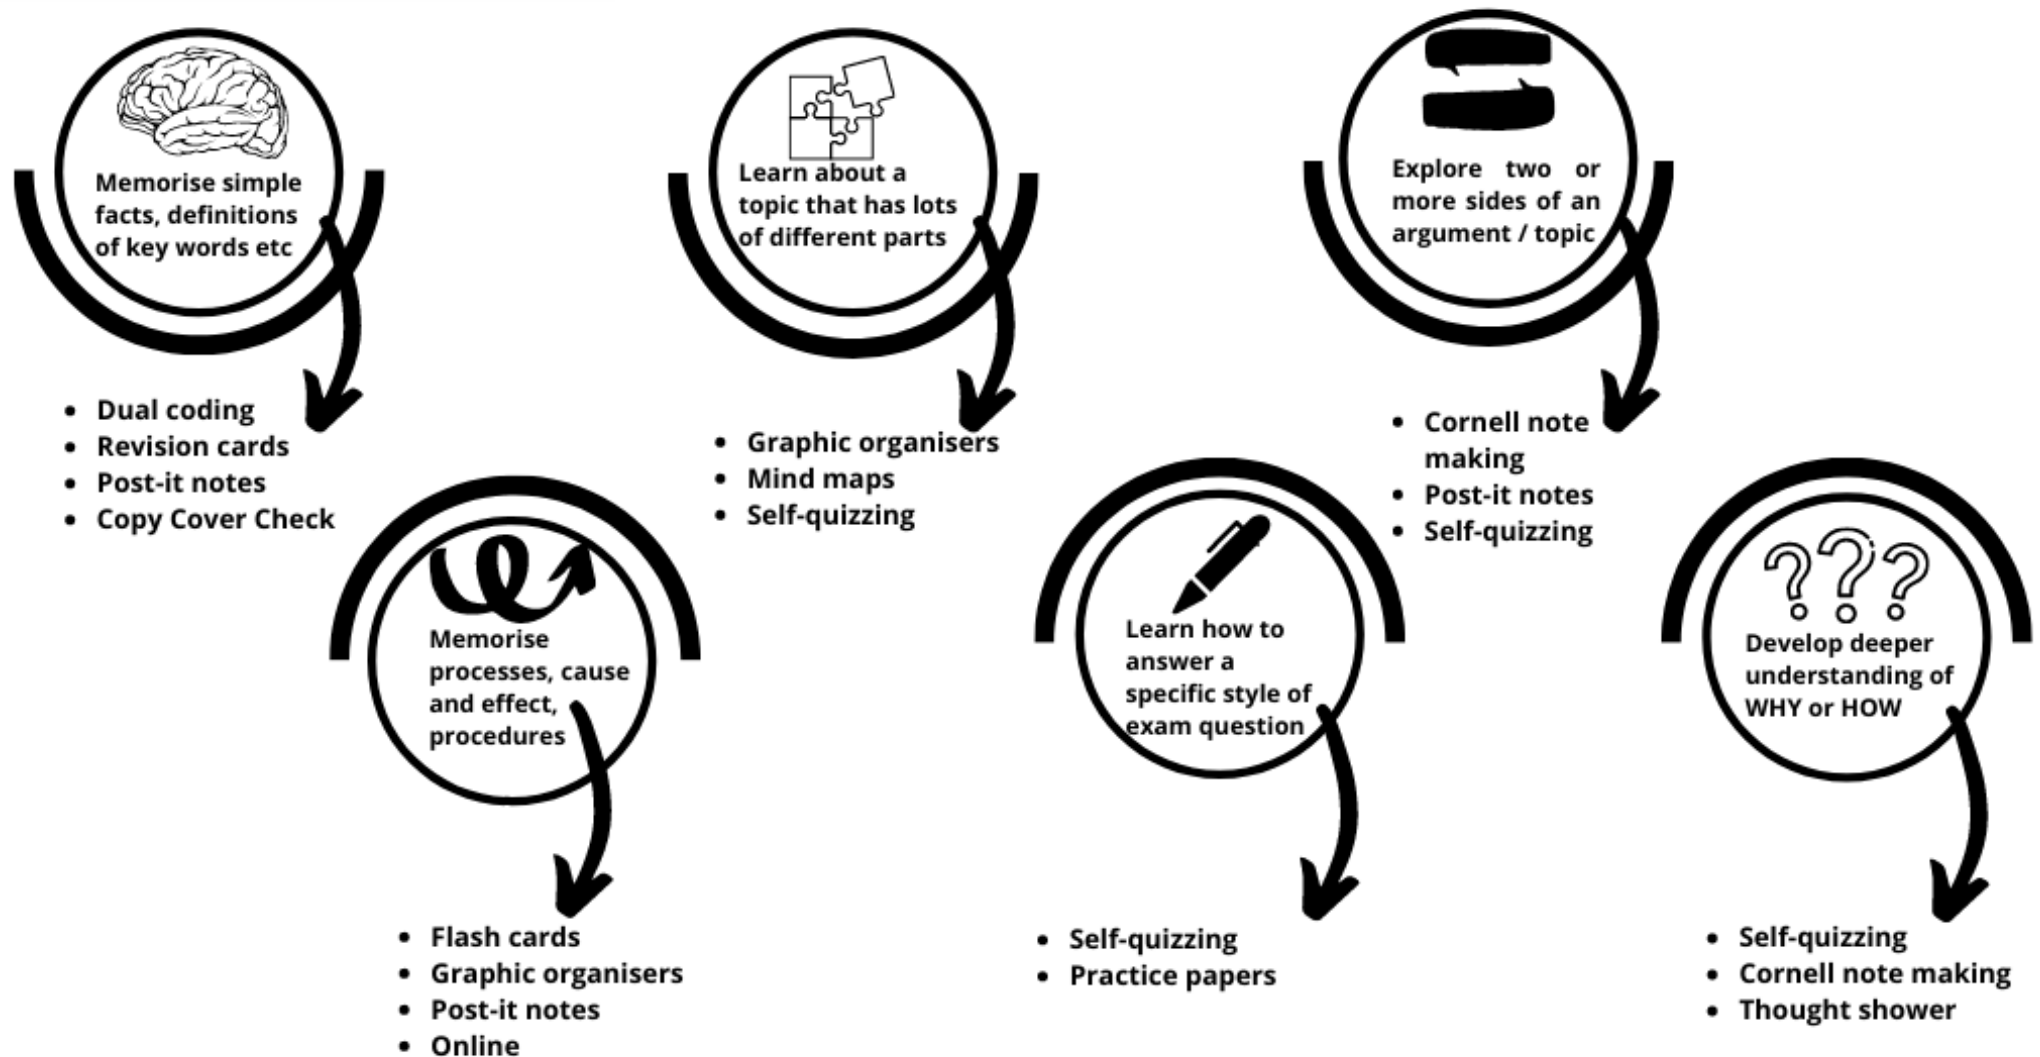 Memorise simple
facts, definitions
of key words etc
• Dual coding
• Revision cards
• Post-it notes
• Copy Cover Check
Memorise
processes, cause
and effect,
procedures
• Flash cards
• Graphic organisers
• Post-it notes
• Online
Learn about a
topic that has lots
of different parts
• Graphic organisers
• Mind maps
• Self-quizzing
Learn how to
answer a
specific style of
exam question
• Self-quizzing
• Practice papers
Explore two or
more sides of an
argument / topic
• Cornell note
making
• Post-it notes
• Self-quizzing
Develop deeper
understanding of
WHY or HOW
• Self-quizzing
• Cornell note making
• Thought shower